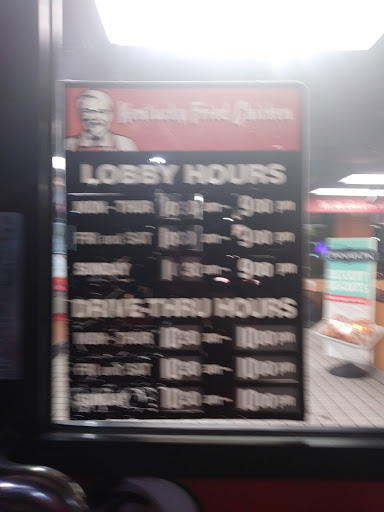 Kentucky Fried Chicken
LOBBY HOURS
MON - THUR 10:30 AM - 9:00 PM
FRI and SAT 10:30 AM - 9:00 PM
SUNDAY 10:30 AM - 9:00 PM
DRIVE-THRU HOURS
MON - THUR 10:30 AM - 10:00 PM
FRI and SAT 10:30 AM - 10:00 PM
SUNDAY 10:30 AM - 10:00 PM